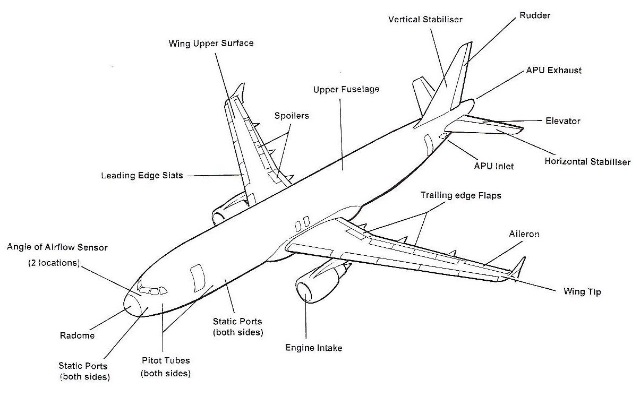 Vertical Stabiliser
Rudder
Wing Upper Surface
APU Exhaust
Upper Fuselage
Spoilers
Elevator
Horizontal Stabiliser
APU Inlet
Leading Edge Slats
Trailing edge Flaps
Aileron
Angle of Airflow Sensor
(2 locations)
Wing Tip
Static Ports
(both sides)
Radome
Engine Intake
Pitot Tubes
(both sides)
Static Ports
(both sides)